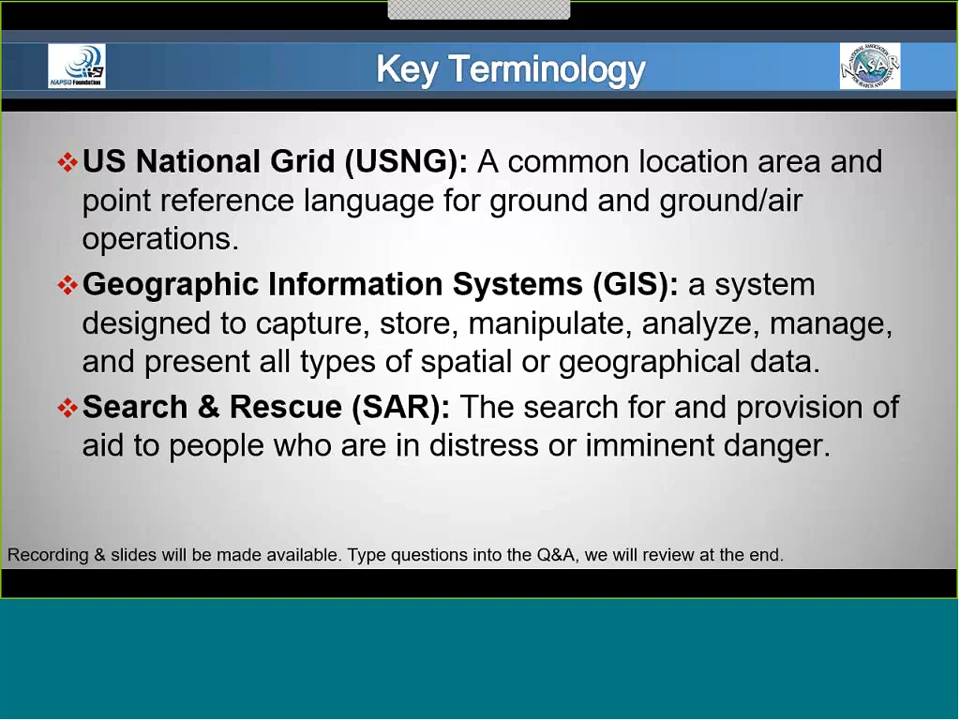 Key Terminology
NAPSG Foundation
NASAR
US National Grid (USNG): A common location area and
point reference language for ground and ground/air
operations.
Geographic Information Systems (GIS): a system
designed to capture, store, manipulate, analyze, manage,
and present all types of spatial or geographical data.
Search & Rescue (SAR): The search for and provision of
aid to people who are in distress or imminent danger.
Recording & slides will be made available. Type questions into the Q&A, we will review at the end.